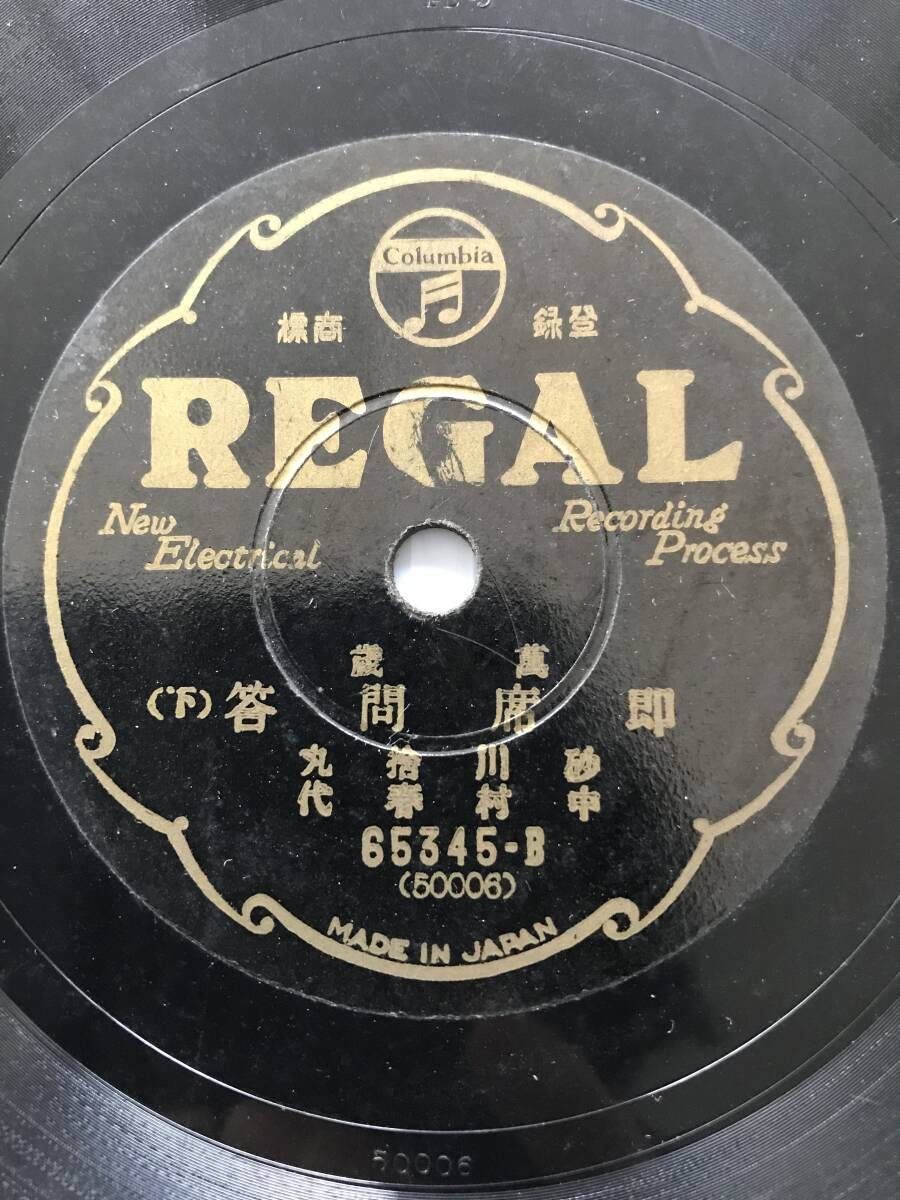 Columbia
登録 商標
REGAL
New Electrical
Recording Process
萬歳
即席問答(下)
砂川捨丸
中村春代
65345-B
(50006)
MADE IN JAPAN
50006